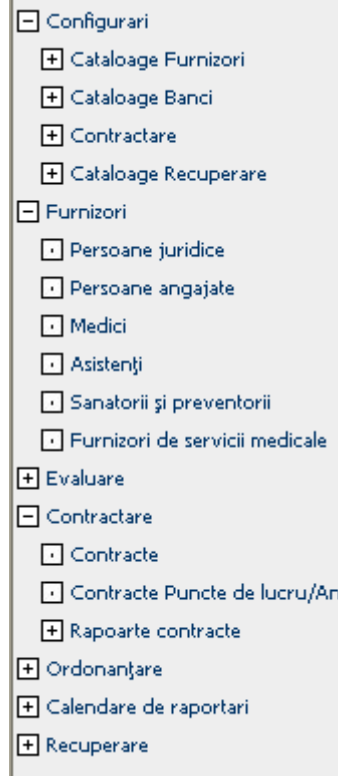 Configurari
Cataloage Furnizori
Cataloage Banci
Contractare
Cataloage Recuperare
Furnizori
Persoane juridice
Persoane angajate
Medici
Asistenţi
Sanatorii şi preventorii
Furnizori de servicii medicale
Evaluare
Contractare
Contracte
Contracte Puncte de lucru/An
Rapoarte contracte
Ordonanţare
Calendare de raportari
Recuperare